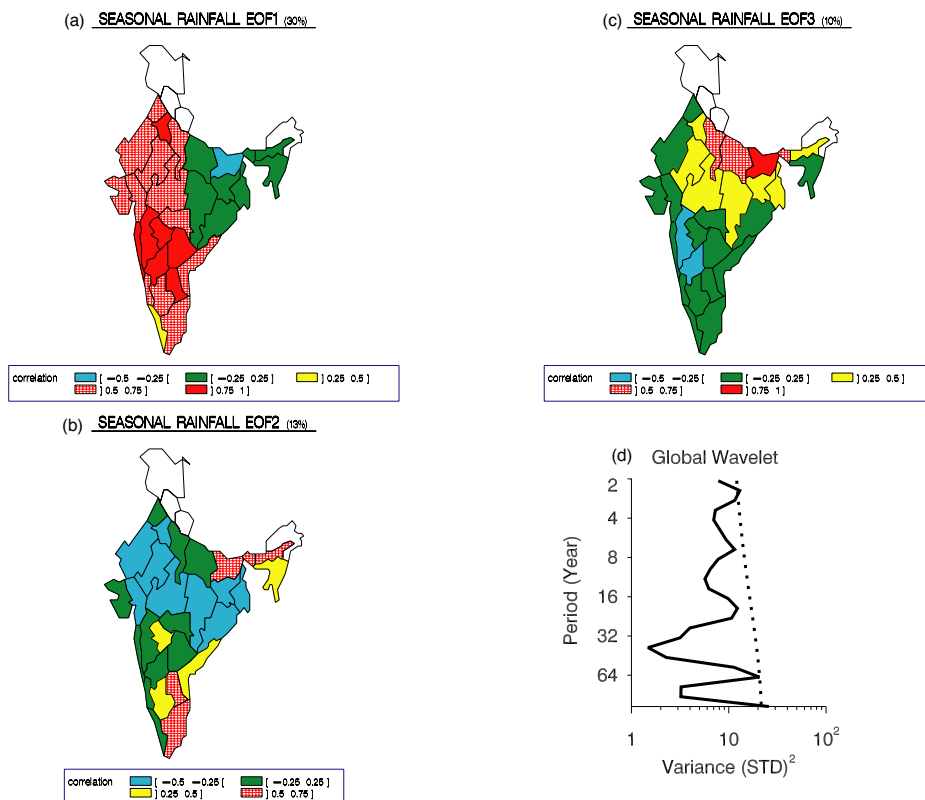 (a) SEASONAL RAINFALL EOF1 (30%)
correlation [ −0.5 −0.25 [ [ −0.25 0.25 ] ] 0.25 0.5 ]
] 0.5 0.75 ] ] 0.75 1 ]
(b) SEASONAL RAINFALL EOF2 (13%)
correlation [ −0.5 −0.25 [ [ −0.25 0.25 ]
] 0.25 0.5 ] ] 0.5 0.75 ]
(c) SEASONAL RAINFALL EOF3 (10%)
correlation [ −0.5 −0.25 [ [ −0.25 0.25 ] ] 0.25 0.5 ]
] 0.5 0.75 ] ] 0.75 1 ]
(d) Global Wavelet
Period (Year)
2
4
8
16
32
64
1 10 10²
Variance (STD)²